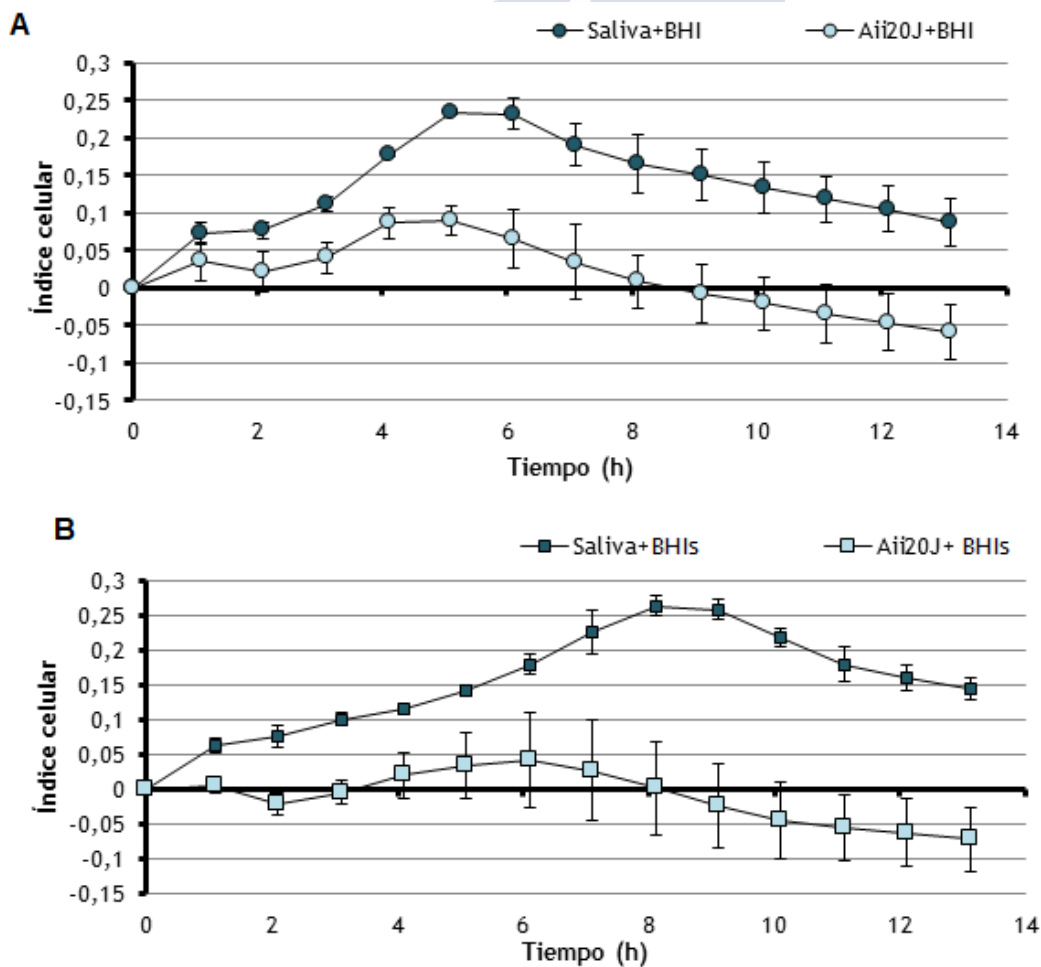 A
Saliva+BHI
Aii20J+BHI
0,3
0,25
0,2
0,15
0,1
0,05
0
-0,05
-0,1
-0,15
Índice celular
0 2 4 6 8 10 12 14
Tiempo (h)
B
Saliva+BHIs
Aii20J+ BHIs
0,3
0,25
0,2
0,15
0,1
0,05
0
-0,05
-0,1
-0,15
Índice celular
0 2 4 6 8 10 12 14
Tiempo (h)